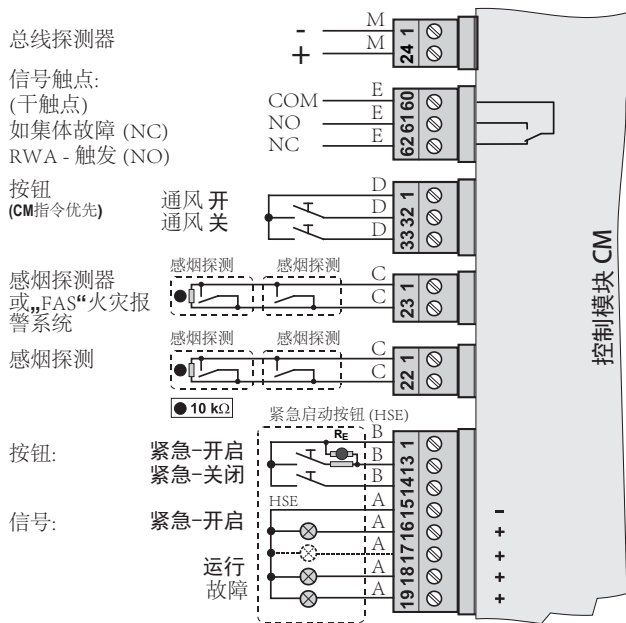 总线探测器
- M 1
+ M 24
信号触点:
(干触点)
如集体故障 (NC)
RWA - 触发 (NO)
COM E 60
NO E 61
NC E 62
按钮
(CM指令优先)
通风 开
通风 关
D 1
D 32
D 33
感烟探测器
或„FAS“火灾报
警系统
感烟探测 感烟探测
C 1
C 23
感烟探测
感烟探测 感烟探测
C 1
C 22
● 10 kΩ
紧急启动按钮 (HSE)
按钮:
紧急-开启
紧急-关闭
RE
B 1
B 13
B 14
HSE
信号:
紧急-开启
运行
故障
A 15 -
A 16 +
A 17 +
A 18 +
A 19 +
控制模块 CM